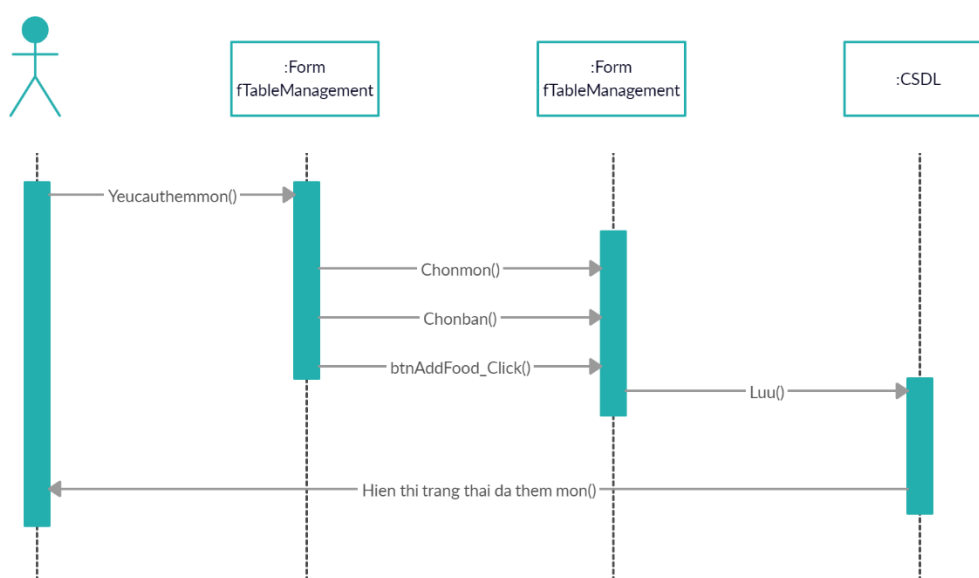 :Form
fTableManagement
:Form
fTableManagement
:CSDL
Yeucauthemmon()
Chonmon()
Chonban()
btnAddFood_Click()
Luu()
Hien thi trang thai da them mon()